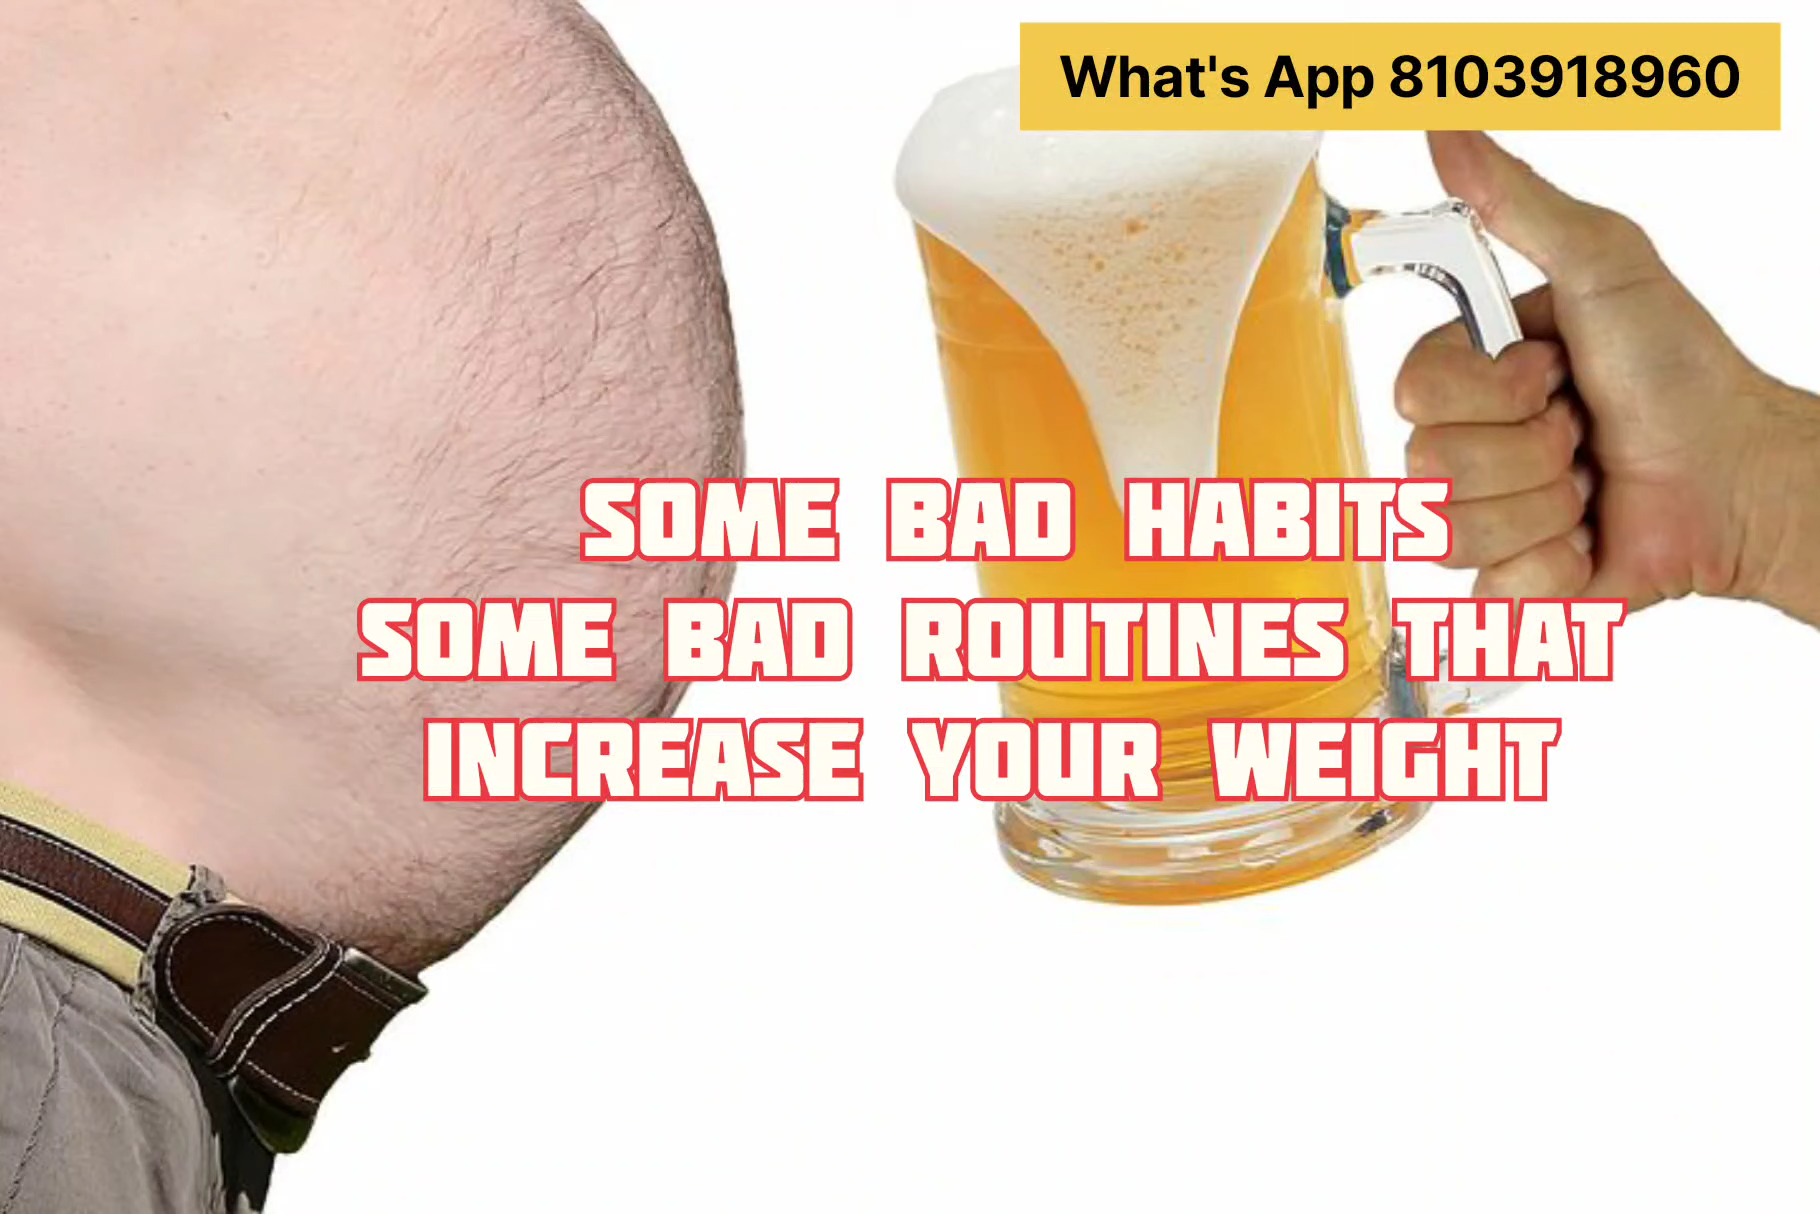 What's App 8103918960
SOME BAD HABITS
SOME BAD ROUTINES THAT
INCREASE YOUR WEIGHT